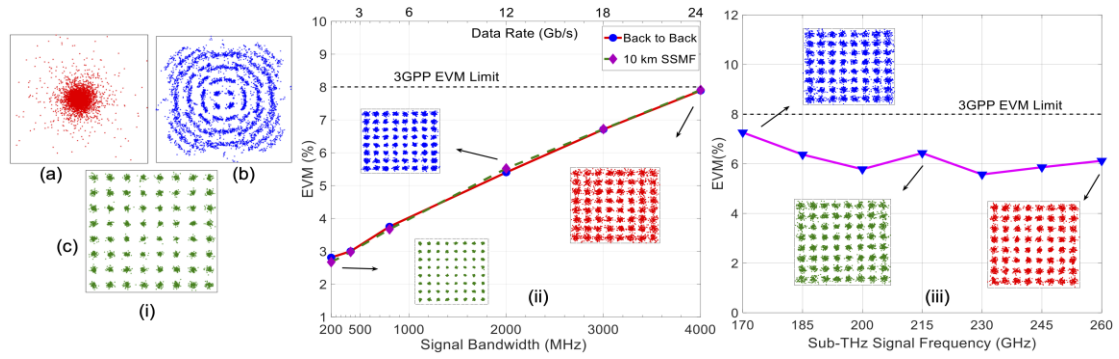 (a)
(b)
(c)
(i)
0 3 6 12 18 24
Data Rate (Gb/s)
Back to Back
10 km SSMF
3GPP EVM Limit
EVM (%)
10
9
8
7
6
5
4
3
2
1
200 500 1000 2000 3000 4000
Signal Bandwidth (MHz)
(ii)
12
10
8
6
4
2
0
EVM(%)
3GPP EVM Limit
170 185 200 215 230 245 260
Sub-THz Signal Frequency (GHz)
(iii)